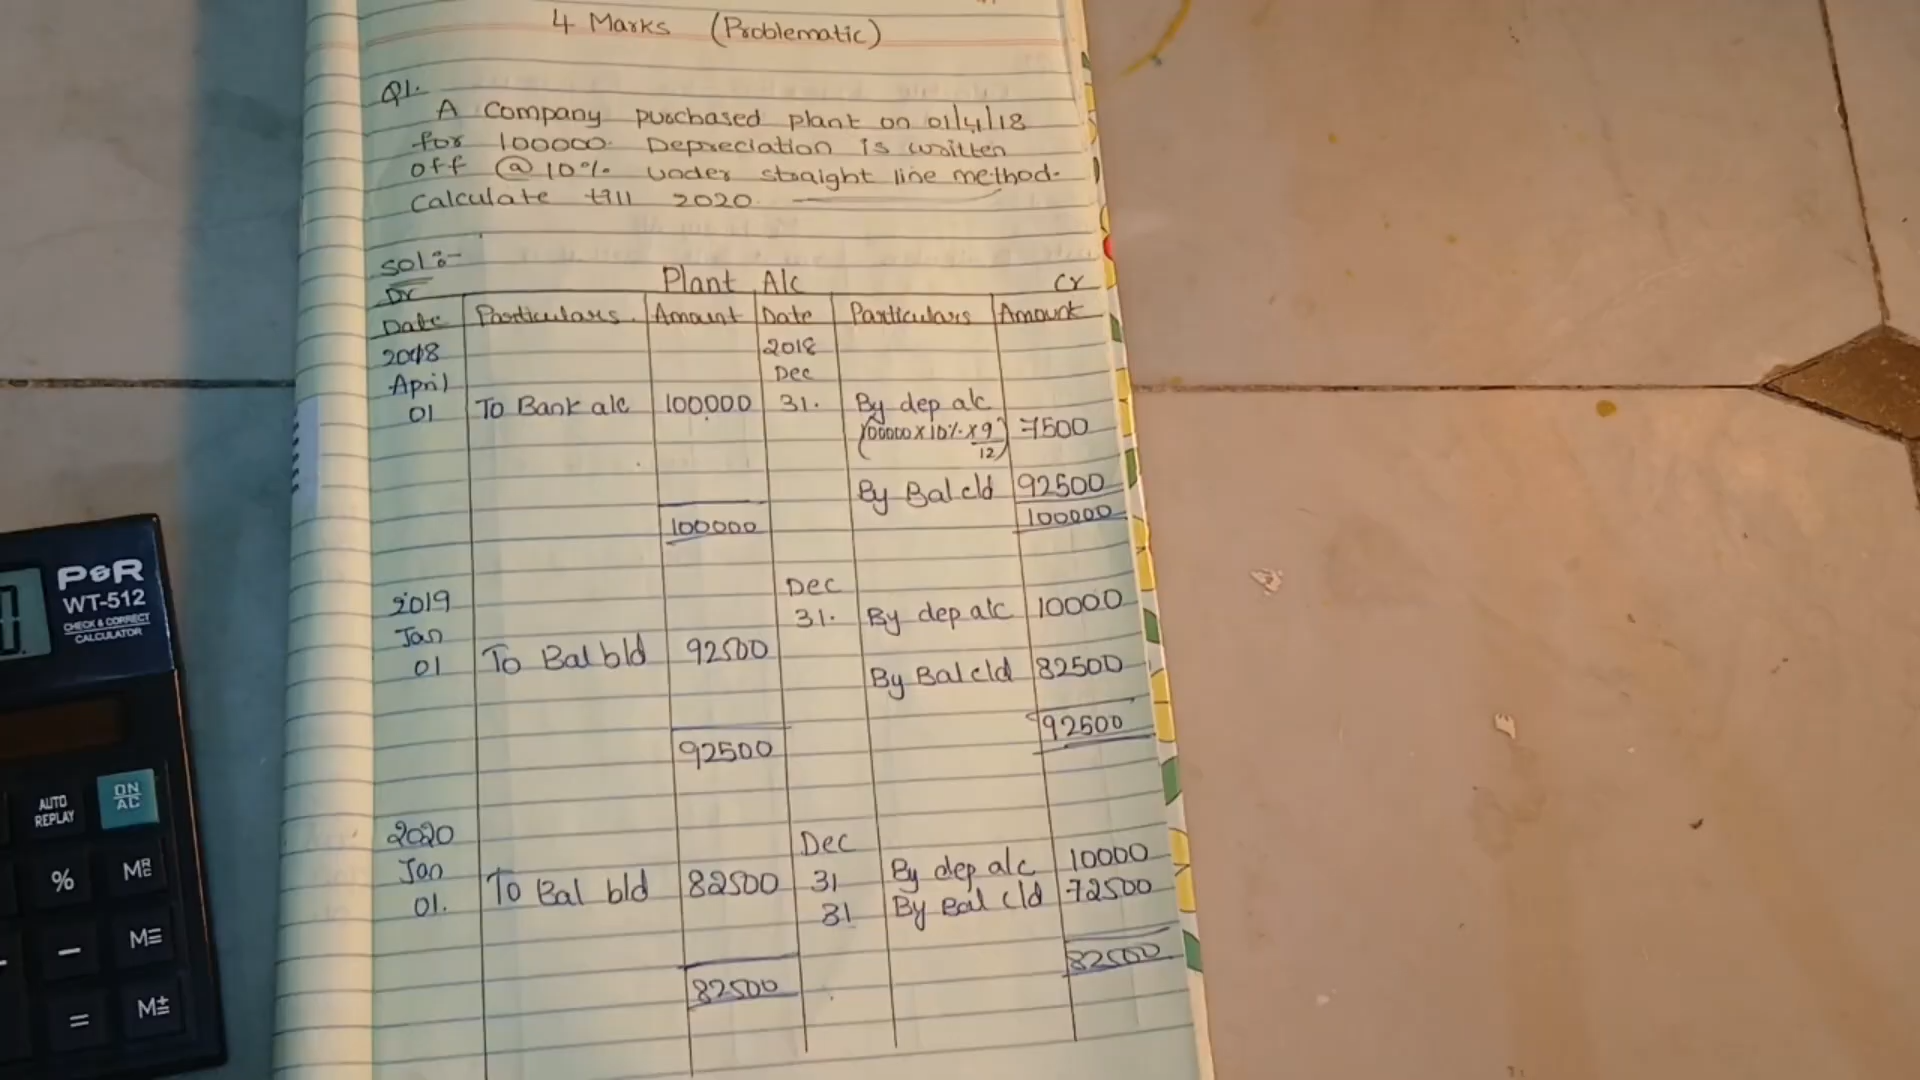 4 Marks (Problematic)
Q1.
A Company purchased plant on 01/4/18
for 100000. Depreciation is written
off @ 10% under straight line method.
Calculate till 2020.
Sol:-
Plant A/c
Dr Cr
Date Particulars. Amount Date Particulars Amount
2018 2018
April Dec
01 To Bank a/c 100000 31. By dep a/c
(100000 x 10% x 9/12) 7500
By Bal c/d 92500
100000 100000
Dec
2019 31. By dep a/c 10000
Jan
01 To Bal b/d 92500 By Bal c/d 82500
92500 92500
2020 Dec
Jan
01. To Bal b/d 82500 31 By dep a/c 10000
31 By Bal c/d 72500
82500 82500
P&R
WT-512
CHECK & CORRECT
CALCULATOR
AUTO REPLAY
ON AC
%
−
=